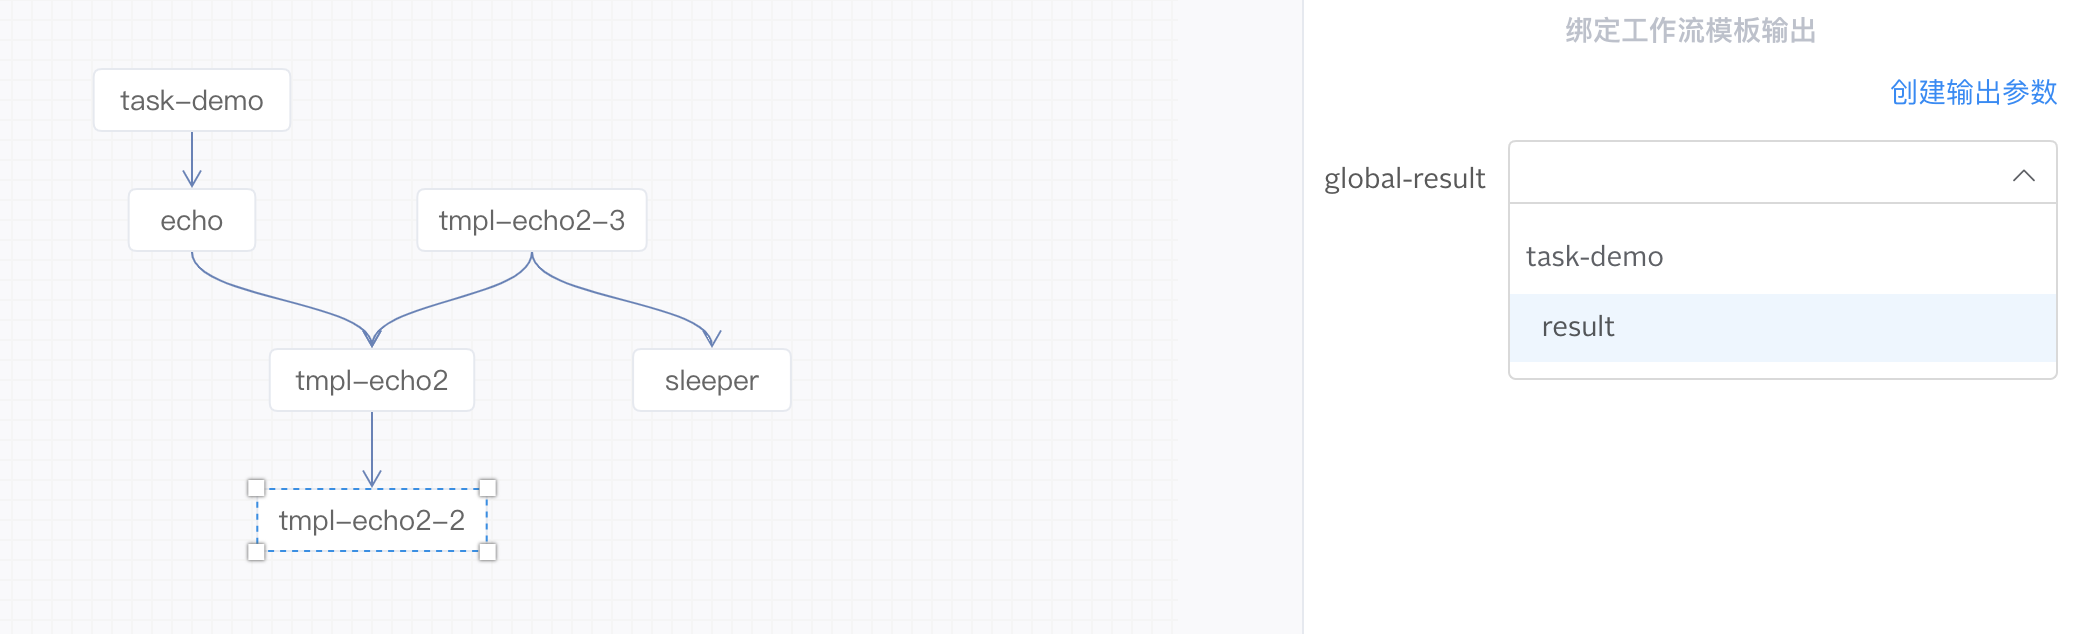 task-demo
echo
tmpl-echo2-3
tmpl-echo2
sleeper
tmpl-echo2-2
绑定工作流模板输出
创建输出参数
global-result
task-demo
result